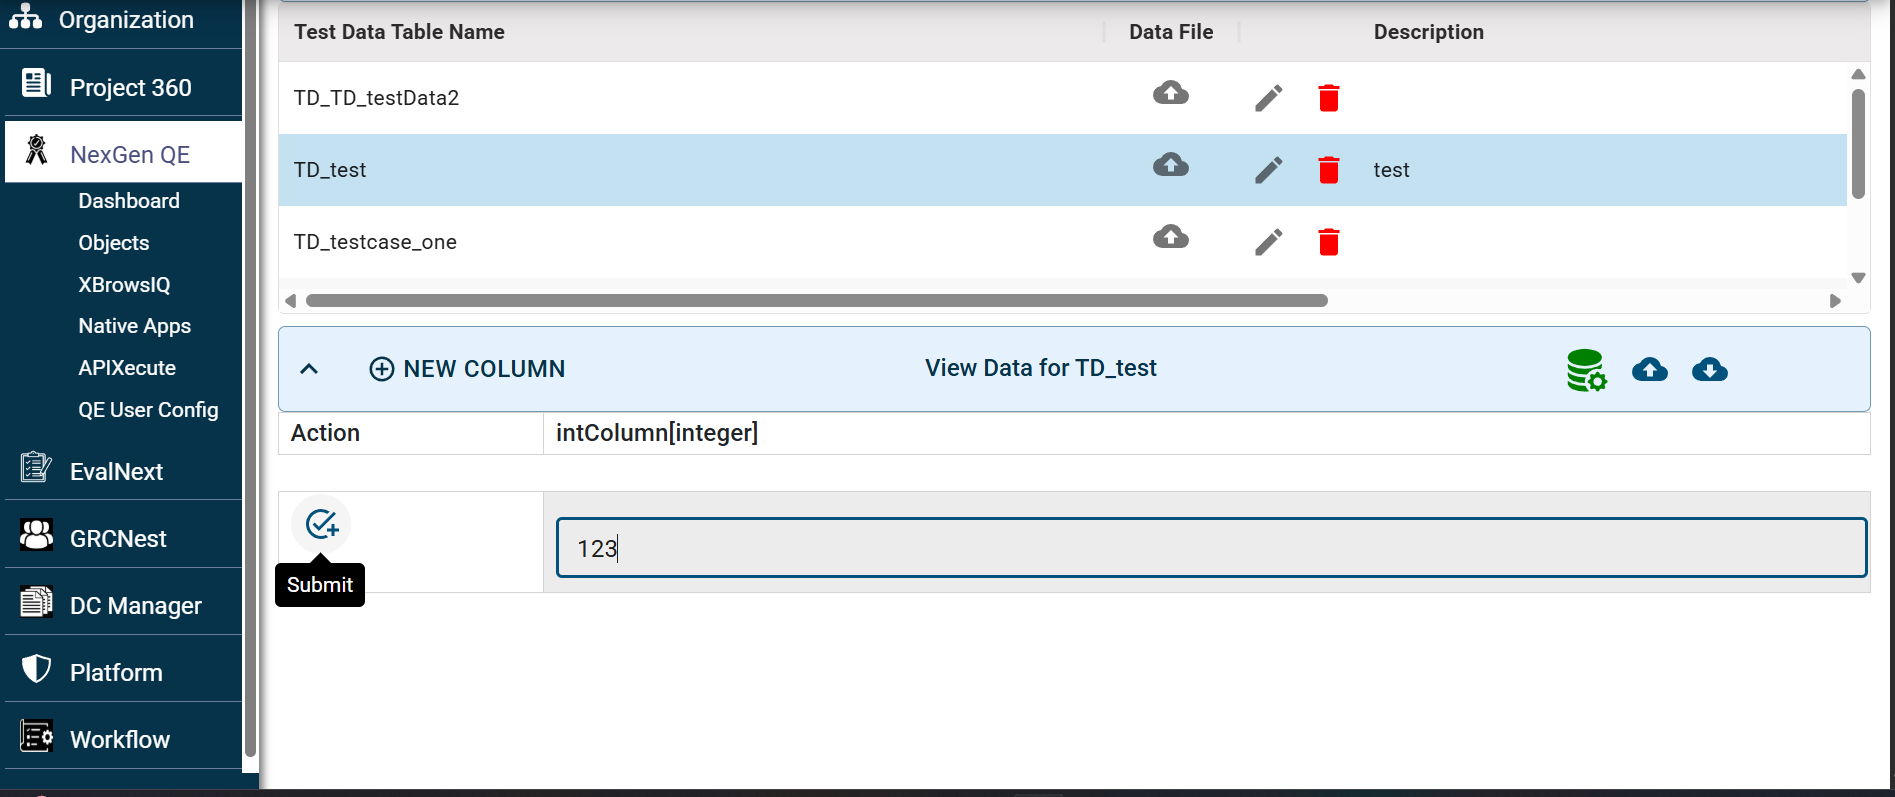 Organization
Project 360
NexGen QE
Dashboard
Objects
XBrowsIQ
Native Apps
APIXecute
QE User Config
EvalNext
GRCNest
DC Manager
Platform
Workflow
Test Data Table Name Data File Description
TD_TD_testData2
TD_test test
TD_testcase_one
NEW COLUMN View Data for TD_test
Action intColumn[integer]
123
Submit